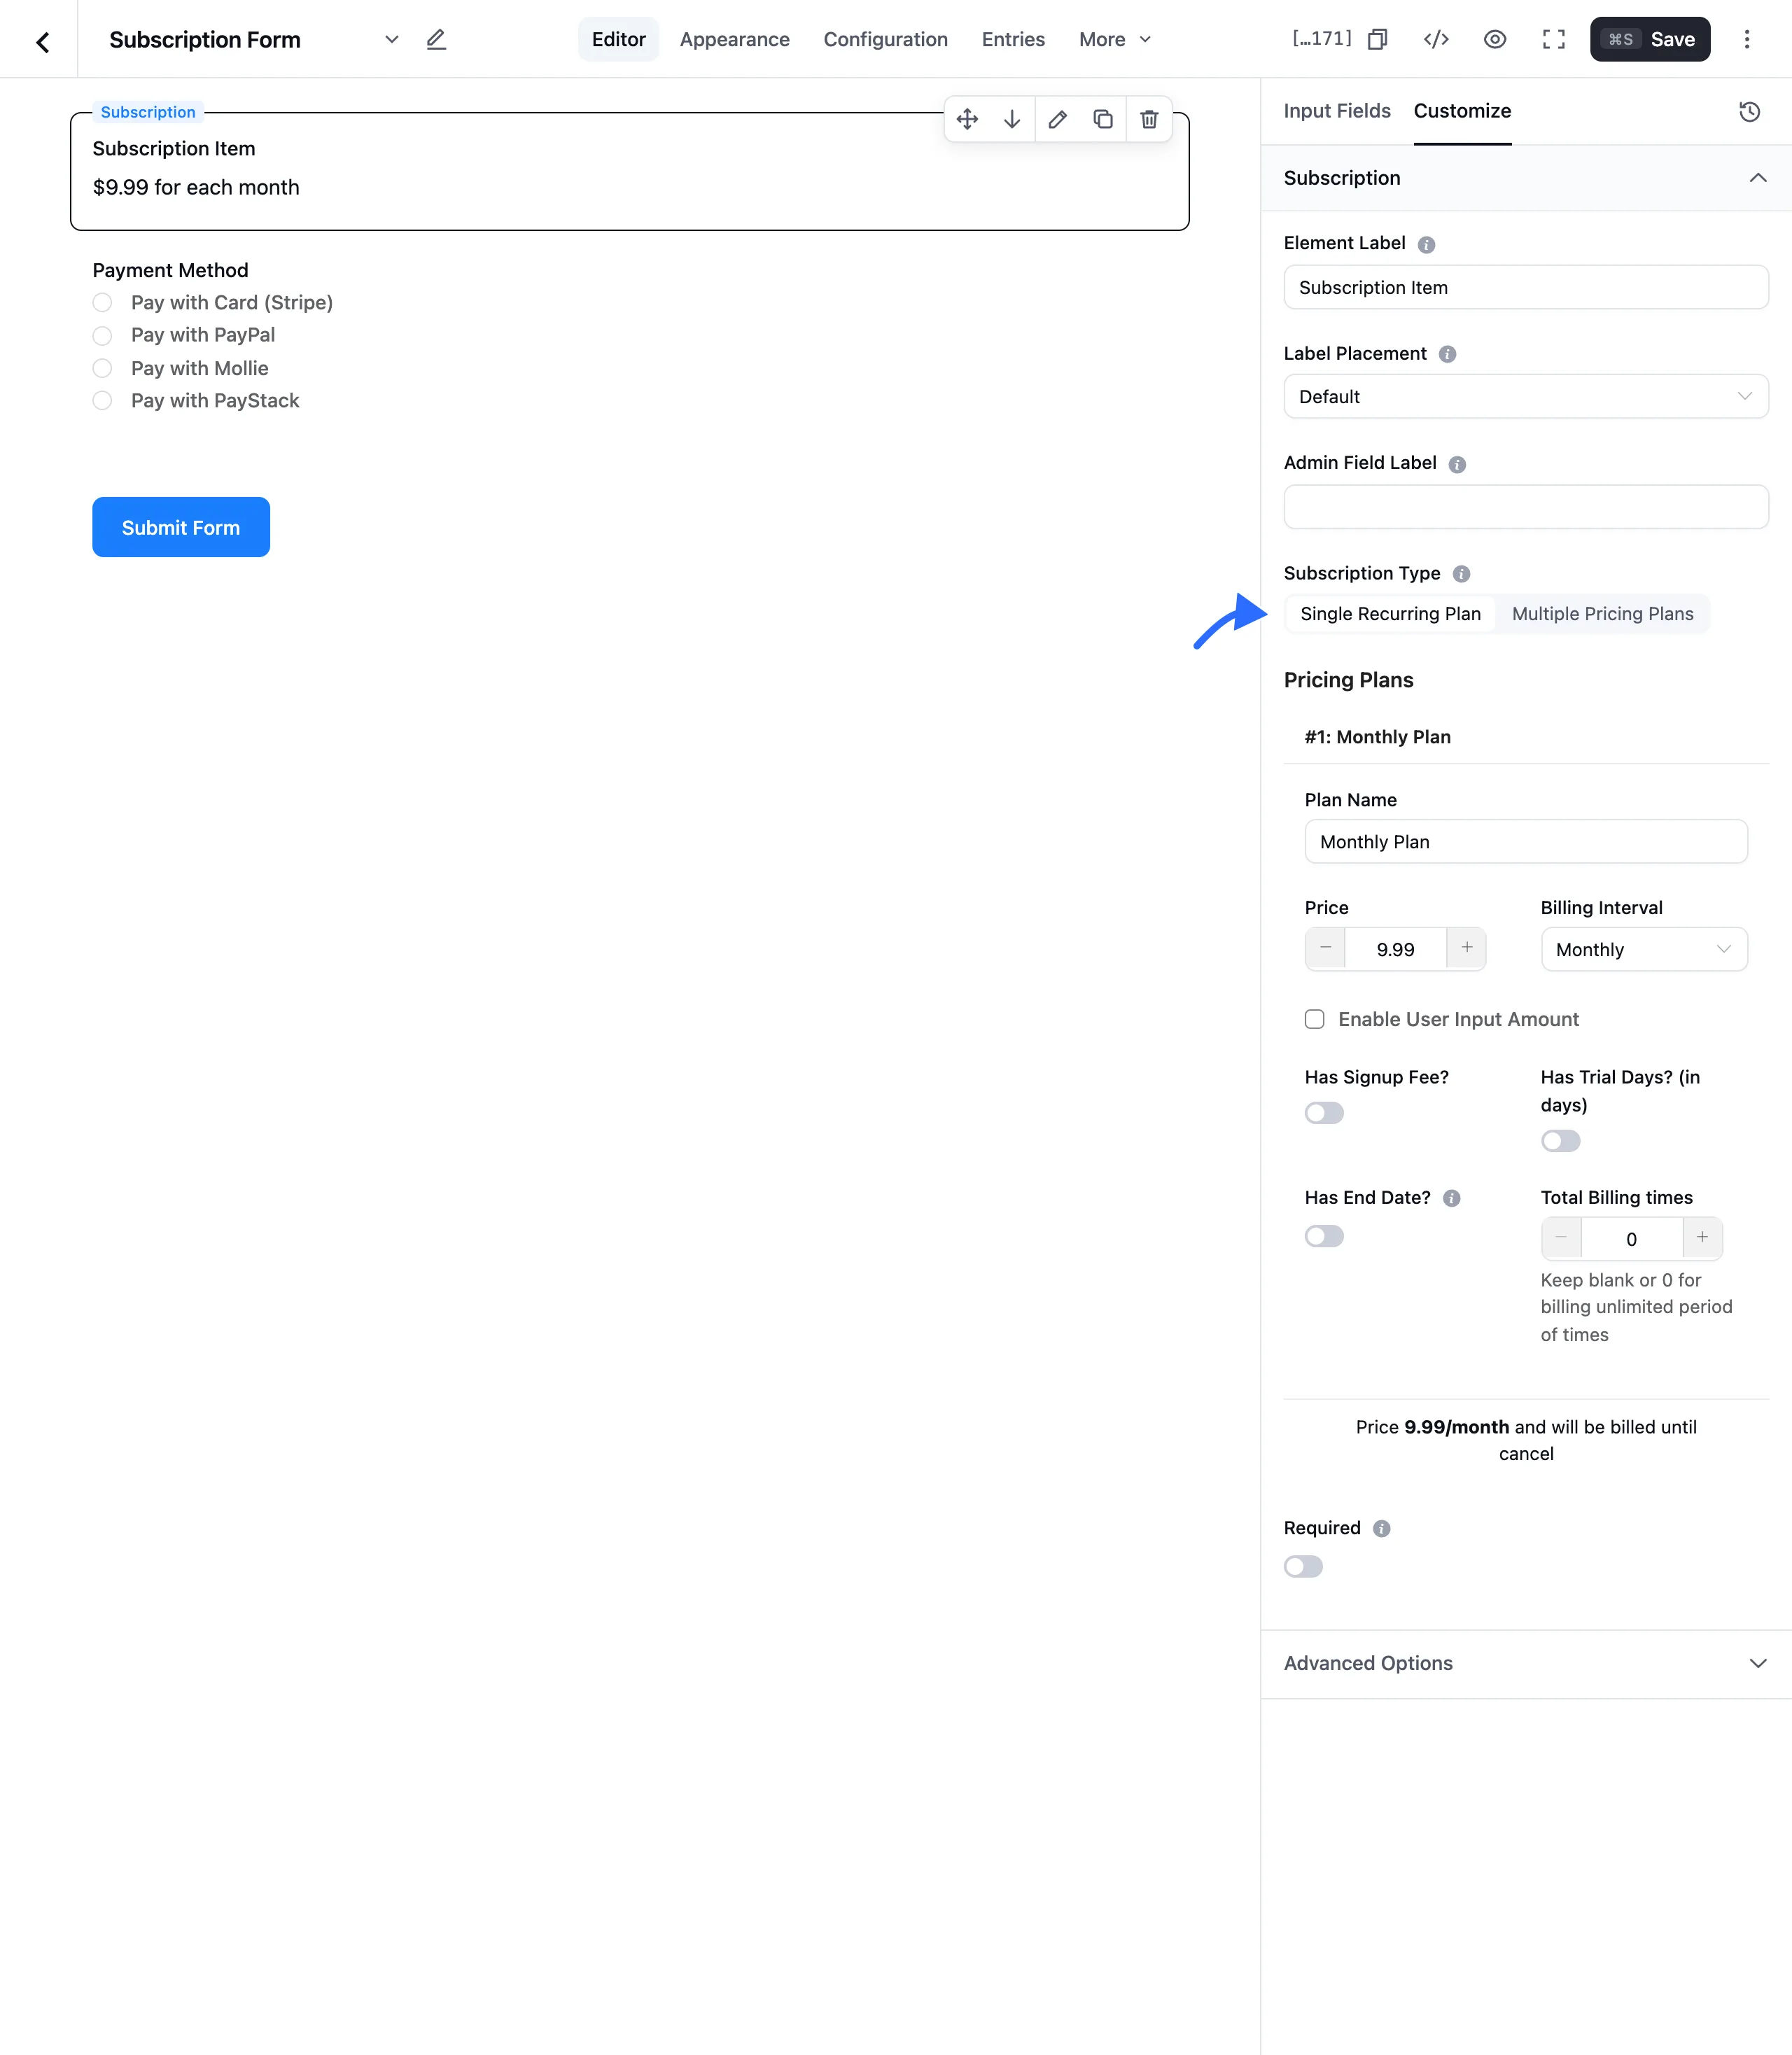 Subscription Form
Editor
Appearance
Configuration
Entries
More
[...171]
⌘S Save
Subscription
Subscription Item
$9.99 for each month
Payment Method
Pay with Card (Stripe)
Pay with PayPal
Pay with Mollie
Pay with PayStack
Submit Form
Input Fields
Customize
Subscription
Element Label
Subscription Item
Label Placement
Default
Admin Field Label
Subscription Type
Single Recurring Plan
Multiple Pricing Plans
Pricing Plans
#1: Monthly Plan
Plan Name
Monthly Plan
Price
Billing Interval
− 9.99 +
Monthly
Enable User Input Amount
Has Signup Fee?
Has Trial Days? (in
days)
Has End Date?
Total Billing times
− 0 +
Keep blank or 0 for
billing unlimited period
of times
Price 9.99/month and will be billed until
cancel
Required
Advanced Options